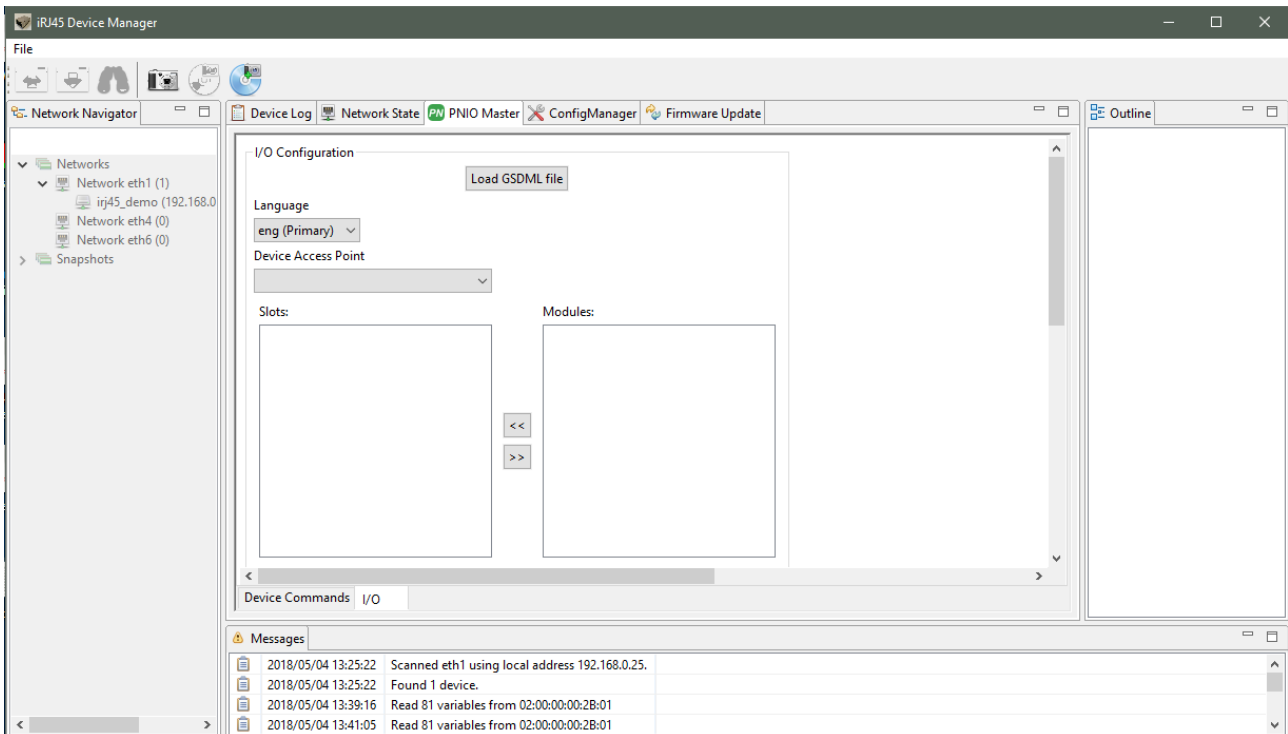 iRJ45 Device Manager
File
Network Navigator
Networks
Network eth1 (1)
irj45_demo (192.168.0
Network eth4 (0)
Network eth6 (0)
Snapshots
Device Log Network State PN PNIO Master ConfigManager Firmware Update
I/O Configuration
Load GSDML file
Language
eng (Primary)
Device Access Point
Slots: Modules:
<<
>>
Device Commands I/O
Outline
Messages
2018/05/04 13:25:22 Scanned eth1 using local address 192.168.0.25.
2018/05/04 13:25:22 Found 1 device.
2018/05/04 13:39:16 Read 81 variables from 02:00:00:00:2B:01
2018/05/04 13:41:05 Read 81 variables from 02:00:00:00:2B:01